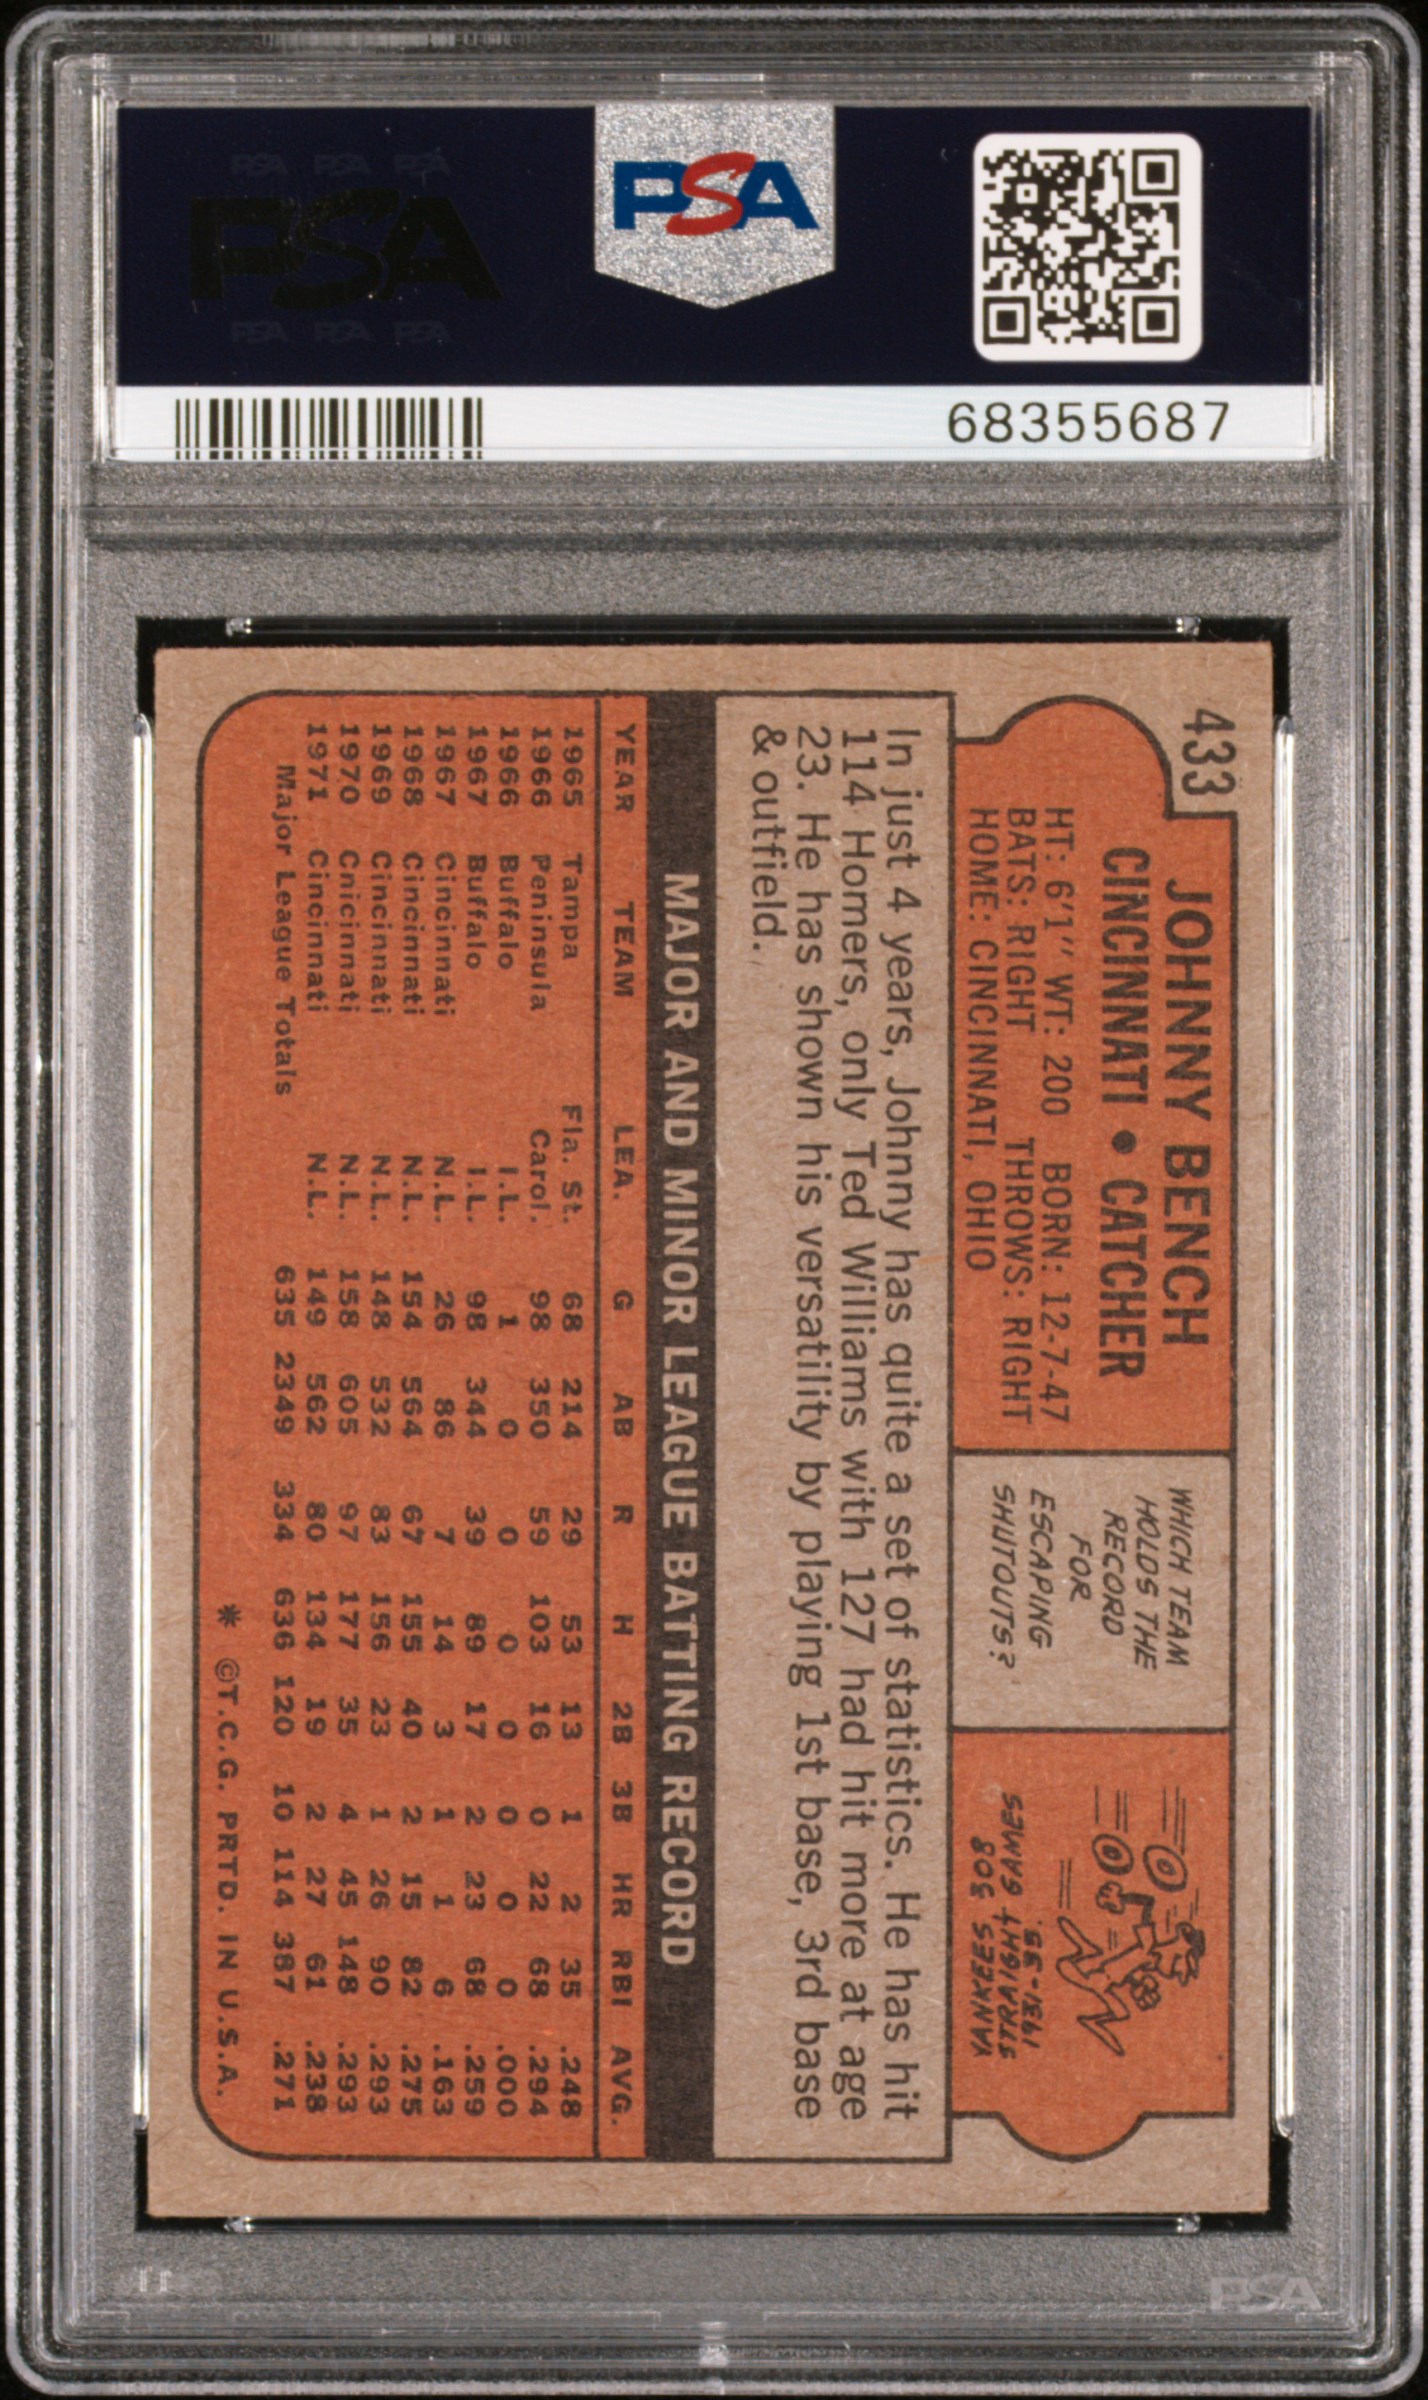 PSA PSA PSA
PSA
PSA PSA PSA
PSA
68355687
433
JOHNNY BENCH
CINCINNATI • CATCHER
HT: 6'1" WT: 200 BORN: 12-7-47
BATS: RIGHT THROWS: RIGHT
HOME: CINCINNATI, OHIO
WHICH TEAM
HOLDS THE
RECORD
FOR
ESCAPING
SHUTOUTS?
YANKEES 308
STRAIGHT GAMES
1931-33.
In just 4 years, Johnny has quite a set of statistics. He has hit
114 Homers, only Ted Williams with 127 had hit more at age
23. He has shown his versatility by playing 1st base, 3rd base
& outfield.
MAJOR AND MINOR LEAGUE BATTING RECORD
YEAR TEAM LEA. G AB R H 2B 3B HR RBI AVG.
1965 Tampa Fla. St. 68 214 29 53 13 1 2 35 .248
1966 Peninsula Carol. 98 350 59 103 16 0 22 68 .294
1966 Buffalo I.L. 1 0 0 0 0 0 0 0 .000
1967 Buffalo I.L. 98 344 39 89 17 2 23 68 .259
1967 Cincinnati N.L. 26 86 7 14 3 1 1 6 .163
1968 Cincinnati N.L. 154 564 67 155 40 2 15 82 .275
1969 Cincinnati N.L. 148 532 83 156 23 1 26 90 .293
1970 Cnicinnati N.L. 158 605 97 177 35 4 45 148 .293
1971 Cincinnati N.L. 149 562 80 134 19 2 27 61 .238
Major League Totals 635 2349 334 636 120 10 114 387 .271
* ©T.C.G. PRTD. IN U.S.A.
PSA